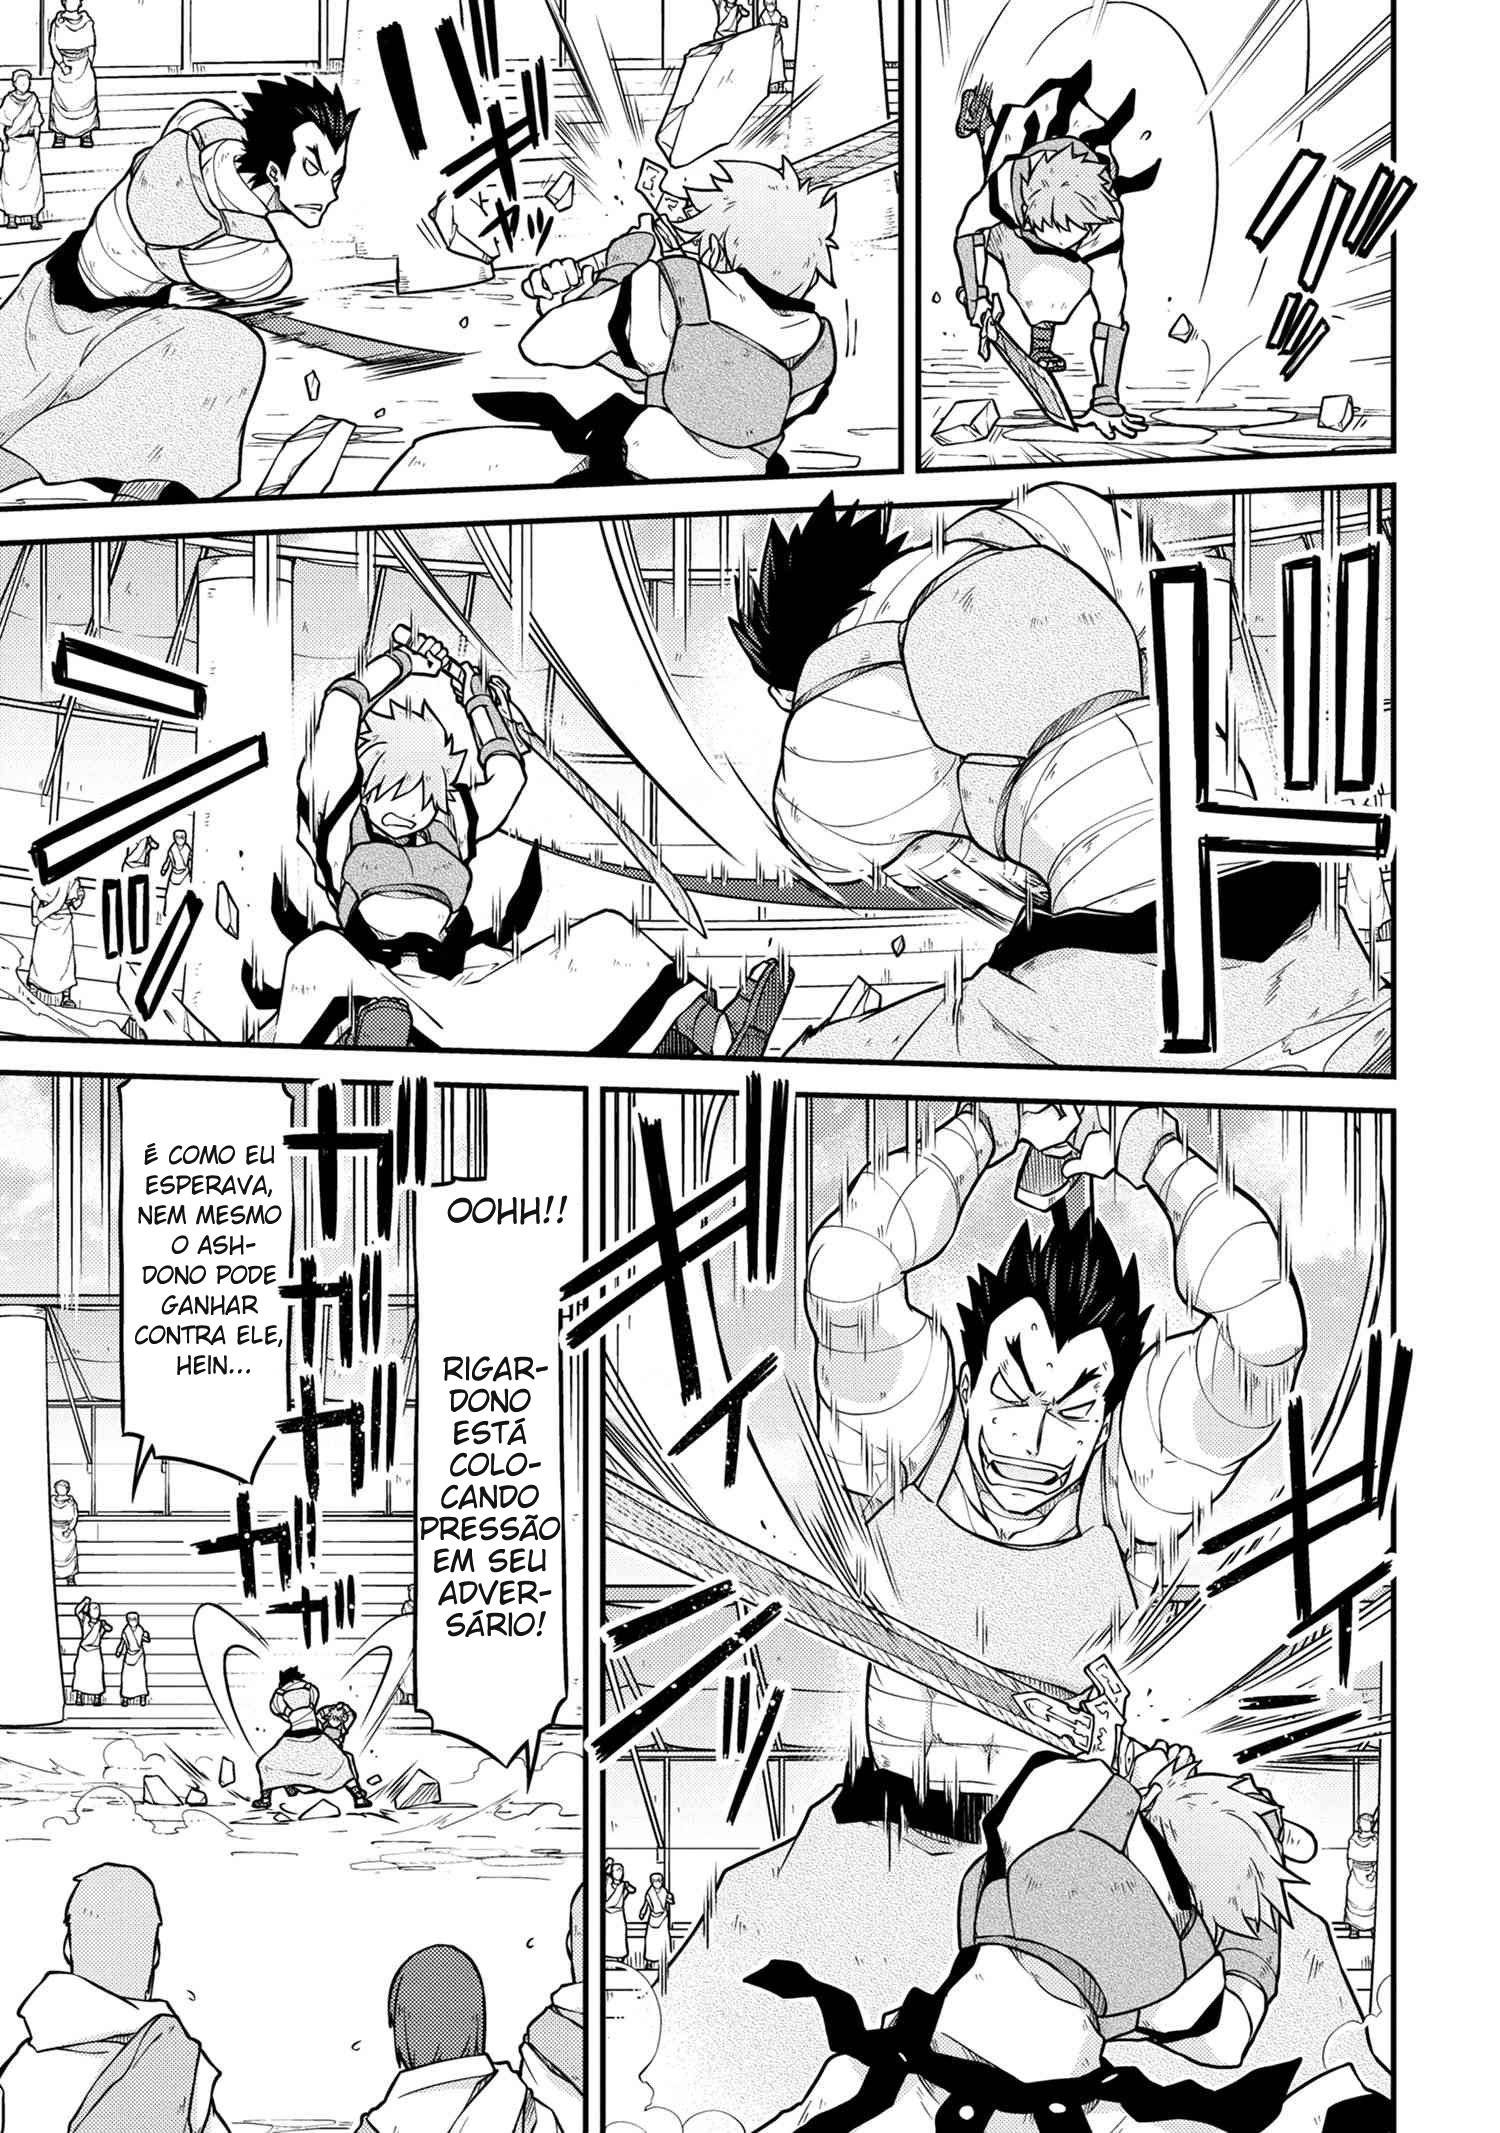 OOHH!!
RIGAR-
DONO
ESTÁ
COLO-
CANDO
PRESSÃO
EM SEU
ADVER-
SÁRIO!
É COMO EU
ESPERAVA,
NEM MESMO
O ASH-
DONO PODE
GANHAR
CONTRA ELE,
HEIN...